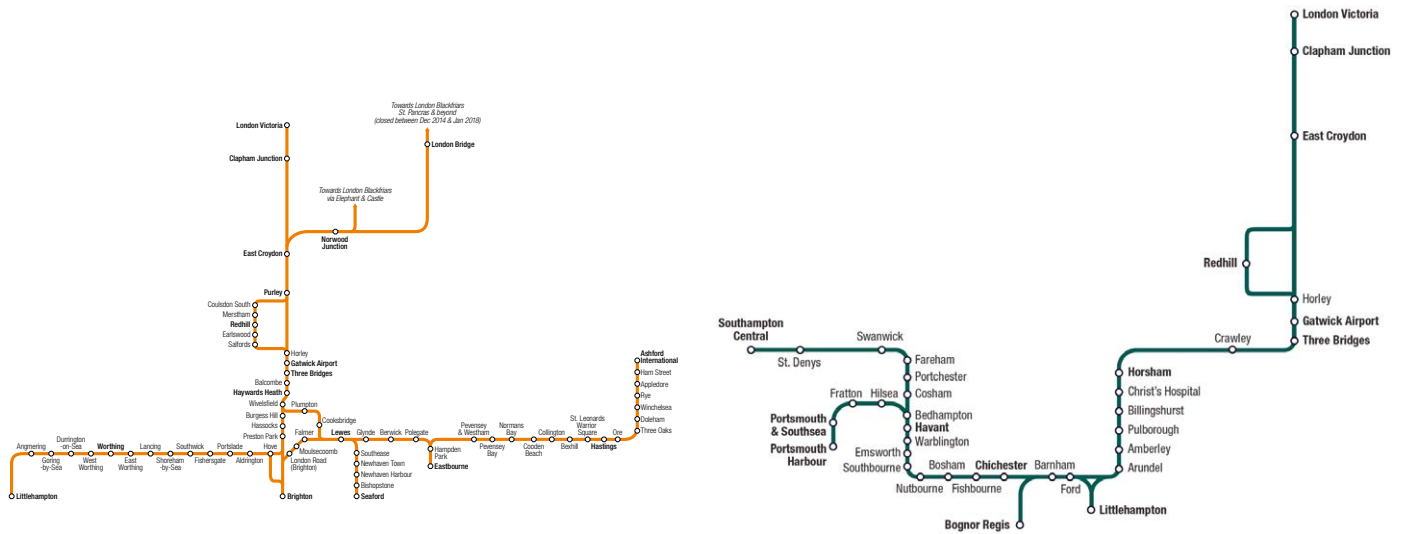 Towards London Blackfriars
St. Pancras & beyond
(closed between Dec 2014 & Jan 2018)
London Victoria
London Bridge
Clapham Junction
Towards London Blackfriars
via Elephant & Castle
Norwood
Junction
East Croydon
Purley
Coulsdon South
Merstham
Redhill
Earlswood
Salfords
Horley
Gatwick Airport
Three Bridges
Balcombe
Haywards Heath
Wivelsfield
Plumpton
Burgess Hill
Cooksbridge
Hassocks
Preston Park
Angmering
Durrington
-on-Sea
Goring
-by-Sea
Worthing
West
Worthing
Lancing
East
Worthing
Southwick
Shoreham
-by-Sea
Portslade
Fishersgate
Hove
Aldrington
Littlehampton
Falmer
Moulsecoomb
London Road
(Brighton)
Brighton
Lewes
Glynde
Berwick
Polegate
Southease
Newhaven Town
Newhaven Harbour
Bishopstone
Seaford
Hampden
Park
Eastbourne
Pevensey
& Westham
Pevensey
Bay
Normans
Bay
Cooden
Beach
Collington
Bexhill
St. Leonards
Warrior
Square
Hastings
Ore
Ashford
International
Ham Street
Appledore
Rye
Winchelsea
Doleham
Three Oaks
London Victoria
Clapham Junction
East Croydon
Redhill
Horley
Gatwick Airport
Three Bridges
Crawley
Horsham
Christ's Hospital
Billingshurst
Pulborough
Amberley
Arundel
Southampton
Central
St. Denys
Swanwick
Fareham
Portchester
Cosham
Fratton
Hilsea
Bedhampton
Havant
Warblington
Portsmouth
& Southsea
Portsmouth
Harbour
Emsworth
Southbourne
Nutbourne
Bosham
Fishbourne
Chichester
Barnham
Ford
Littlehampton
Bognor Regis